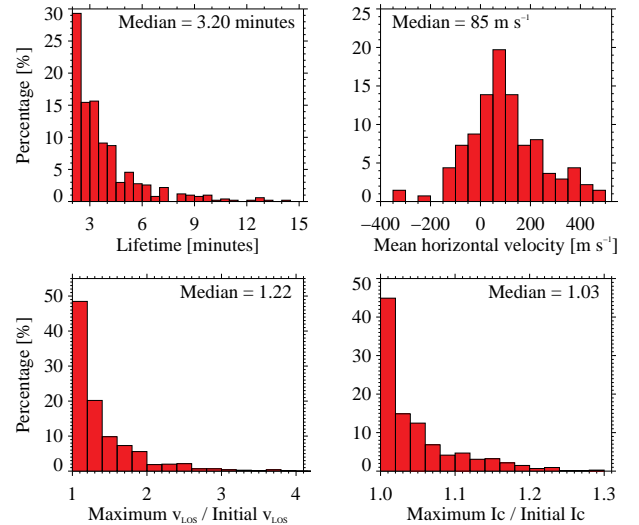 Median = 3.20 minutes
Percentage [%]
30
25
20
15
10
5
0
3 6 9 12 15
Lifetime [minutes]
Median = 85 m s⁻¹
25
20
15
10
5
0
−400 −200 0 200 400
Mean horizontal velocity [m s⁻¹]
Median = 1.22
Percentage [%]
50
40
30
20
10
0
1 2 3 4
Maximum v_LOS / Initial v_LOS
Median = 1.03
50
40
30
20
10
0
1.0 1.1 1.2 1.3
Maximum Ic / Initial Ic